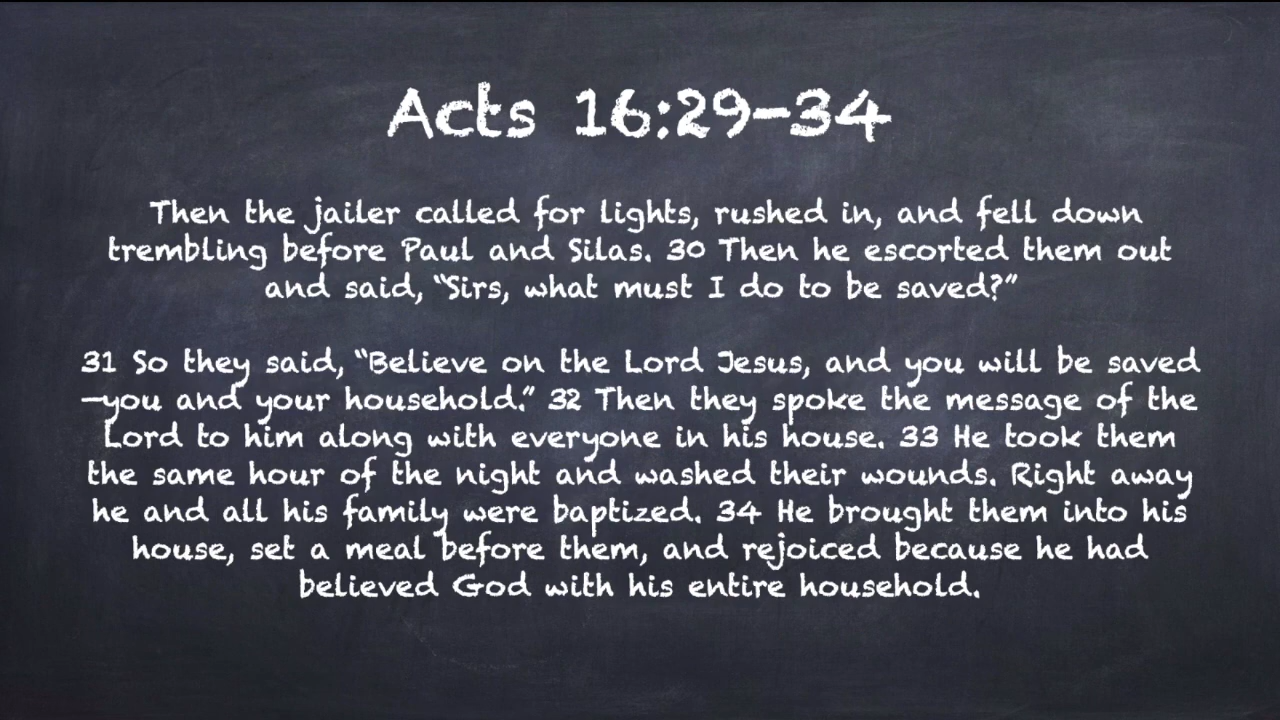 Acts 16:29–34
Then the jailer called for lights, rushed in, and fell down
trembling before Paul and Silas. 30 Then he escorted them out
and said, “Sirs, what must I do to be saved?”
31 So they said, “Believe on the Lord Jesus, and you will be saved
—you and your household.” 32 Then they spoke the message of the
Lord to him along with everyone in his house. 33 He took them
the same hour of the night and washed their wounds. Right away
he and all his family were baptized. 34 He brought them into his
house, set a meal before them, and rejoiced because he had
believed God with his entire household.